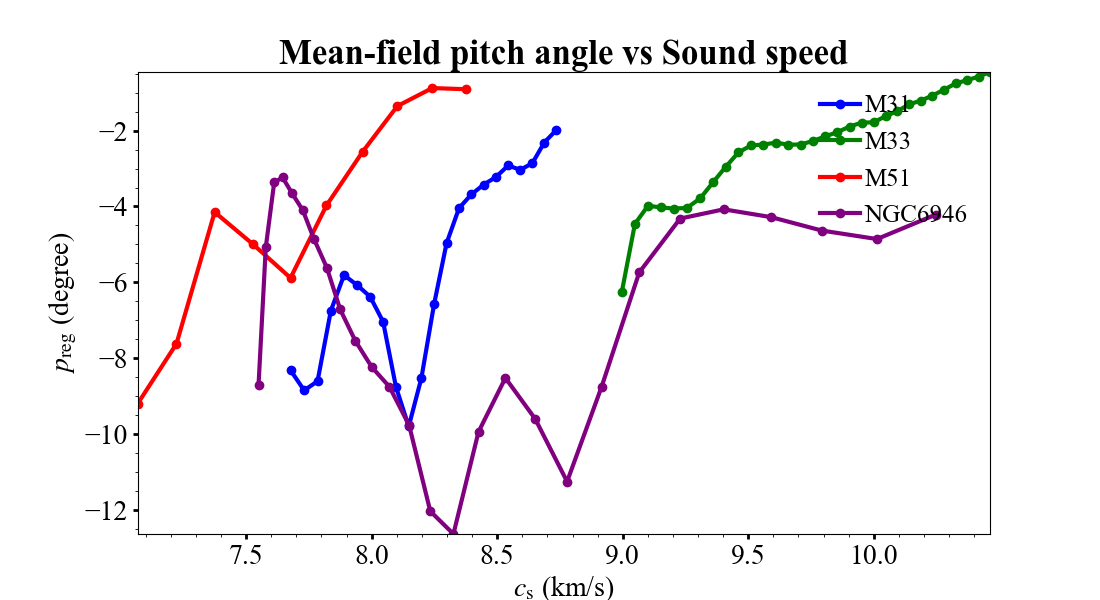 Mean-field pitch angle vs Sound speed
M31
M33
M51
NGC6946
−2
−4
−6
−8
−10
−12
p_reg (degree)
7.5 8.0 8.5 9.0 9.5 10.0
c_s (km/s)